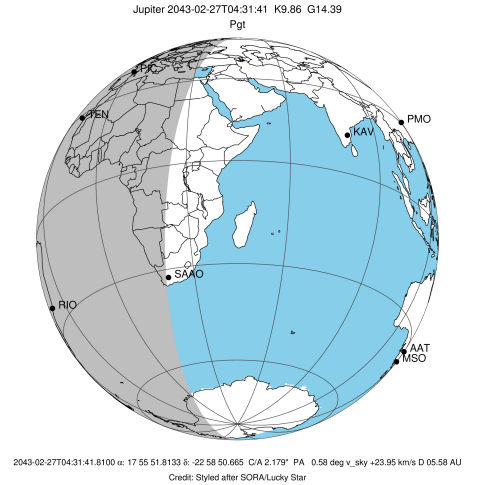 Jupiter 2043-02-27T04:31:41 K9.86 G14.39
Pgt
TEN
PMO
KAV
SAAO
RIO
AAT
MSO
2043-02-27T04:31:41.8100 α: 17 55 51.8133 δ: -22 58 50.665 C/A 2.179" PA 0.58 deg v_sky +23.95 km/s D 05.58 AU
Credit: Styled after SORA/Lucky Star